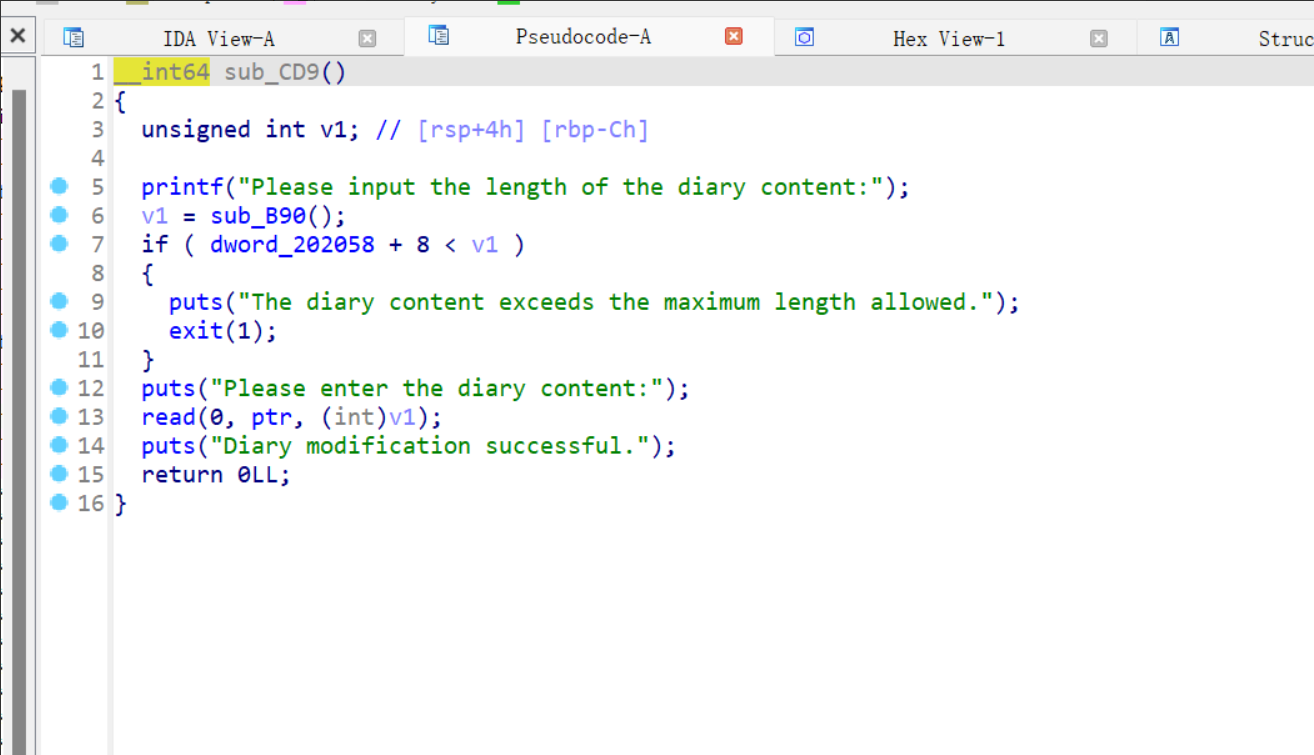 IDA View-A Pseudocode-A Hex View-1 Struc
1 __int64 sub_CD9()
2 {
3 unsigned int v1; // [rsp+4h] [rbp-Ch]
4
5 printf("Please input the length of the diary content:");
6 v1 = sub_B90();
7 if ( dword_202058 + 8 < v1 )
8 {
9 puts("The diary content exceeds the maximum length allowed.");
10 exit(1);
11 }
12 puts("Please enter the diary content:");
13 read(0, ptr, (int)v1);
14 puts("Diary modification successful.");
15 return 0LL;
16 }